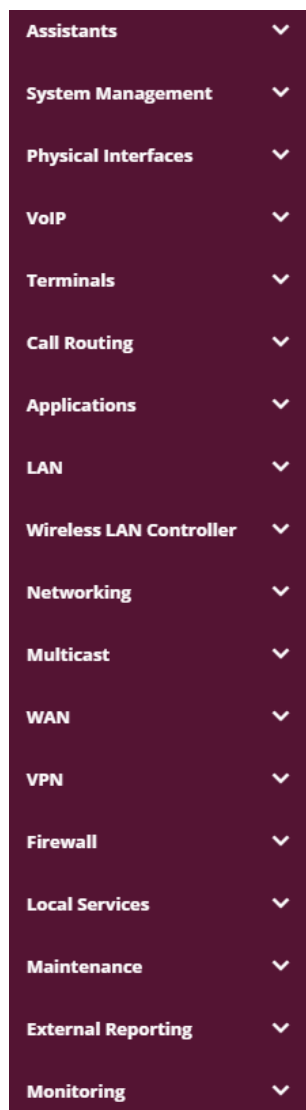 Assistants
System Management
Physical Interfaces
VoIP
Terminals
Call Routing
Applications
LAN
Wireless LAN Controller
Networking
Multicast
WAN
VPN
Firewall
Local Services
Maintenance
External Reporting
Monitoring